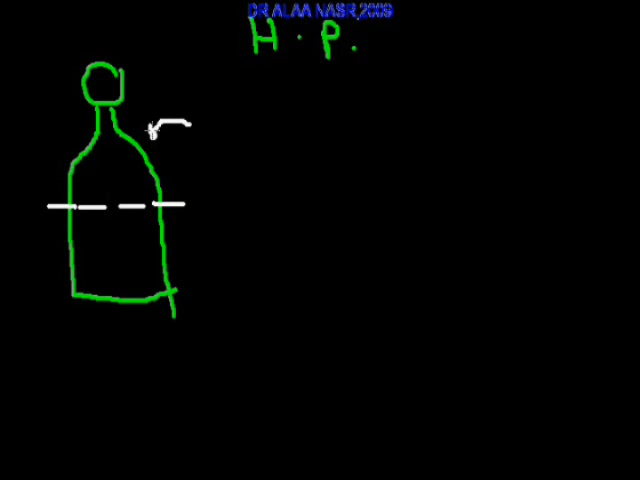 DR ALAA NASR,2009
H . P .